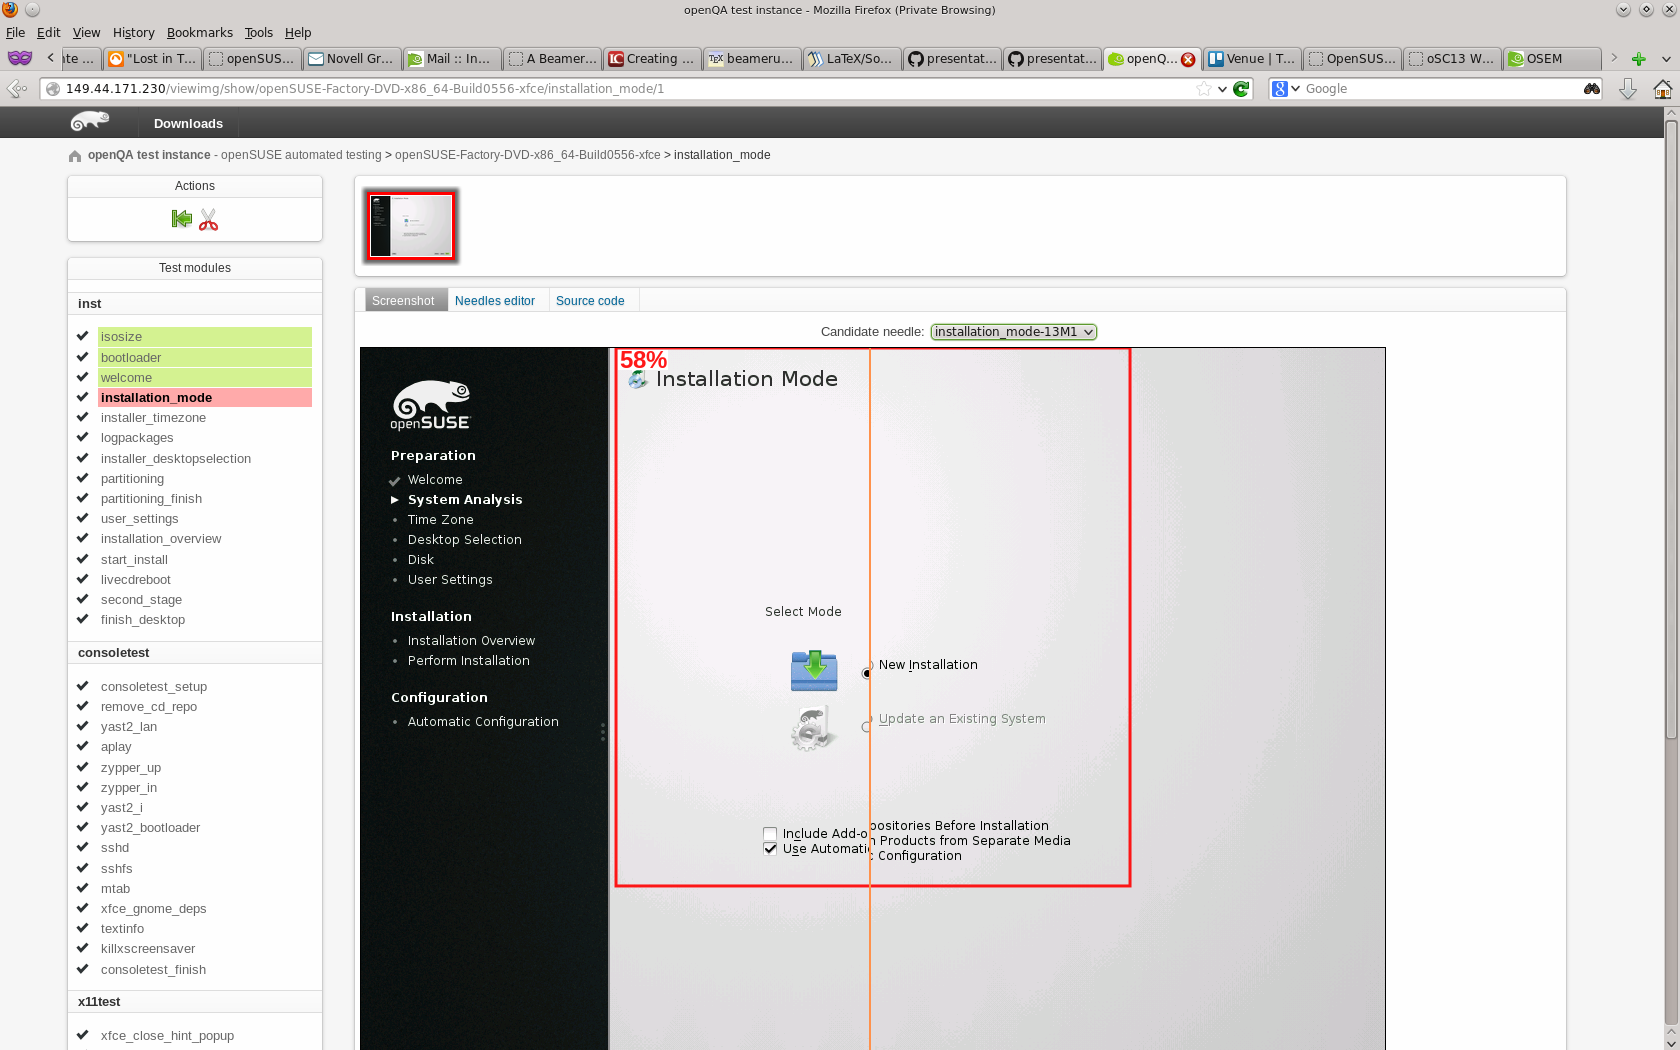 openQA test instance - Mozilla Firefox (Private Browsing)
File Edit View History Bookmarks Tools Help
ate ... "Lost in T... openSUS... Novell Gr... Mail :: In... A Beamer... Creating ... beameru... LaTeX/So... presentat... presentat... openQ... Venue | T... OpenSUS... oSC13 W... OSEM
149.44.171.230/viewimg/show/openSUSE-Factory-DVD-x86_64-Build0556-xfce/installation_mode/1
Google
Downloads
openQA test instance - openSUSE automated testing > openSUSE-Factory-DVD-x86_64-Build0556-xfce > installation_mode
Actions
Test modules
inst
isosize
bootloader
welcome
installation_mode
installer_timezone
logpackages
installer_desktopselection
partitioning
partitioning_finish
user_settings
installation_overview
start_install
livecdreboot
second_stage
finish_desktop
consoletest
consoletest_setup
remove_cd_repo
yast2_lan
aplay
zypper_up
zypper_in
yast2_i
yast2_bootloader
sshd
sshfs
mtab
xfce_gnome_deps
textinfo
killxscreensaver
consoletest_finish
x11test
xfce_close_hint_popup
Screenshot Needles editor Source code
Candidate needle: installation_mode-13M1
openSUSE
Preparation
Welcome
System Analysis
Time Zone
Desktop Selection
Disk
User Settings
Installation
Installation Overview
Perform Installation
Configuration
Automatic Configuration
58%
Installation Mode
Select Mode
New Installation
Update an Existing System
positories Before Installation
Include Add-on Products from Separate Media
Use Automatic Configuration